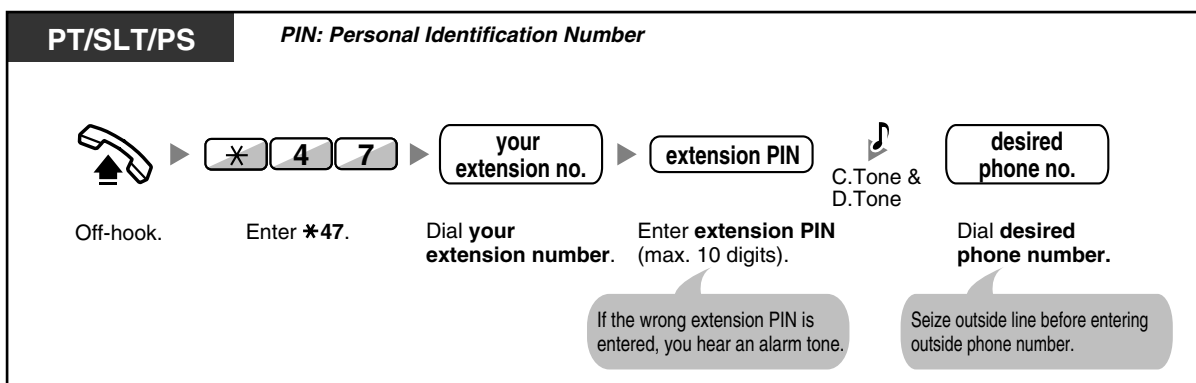 PT/SLT/PS
PIN: Personal Identification Number
* 4 7
your
extension no.
extension PIN
C.Tone &
D.Tone
desired
phone no.
Off-hook.
Enter *47.
Dial your
extension number.
Enter extension PIN
(max. 10 digits).
Dial desired
phone number.
If the wrong extension PIN is
entered, you hear an alarm tone.
Seize outside line before entering
outside phone number.